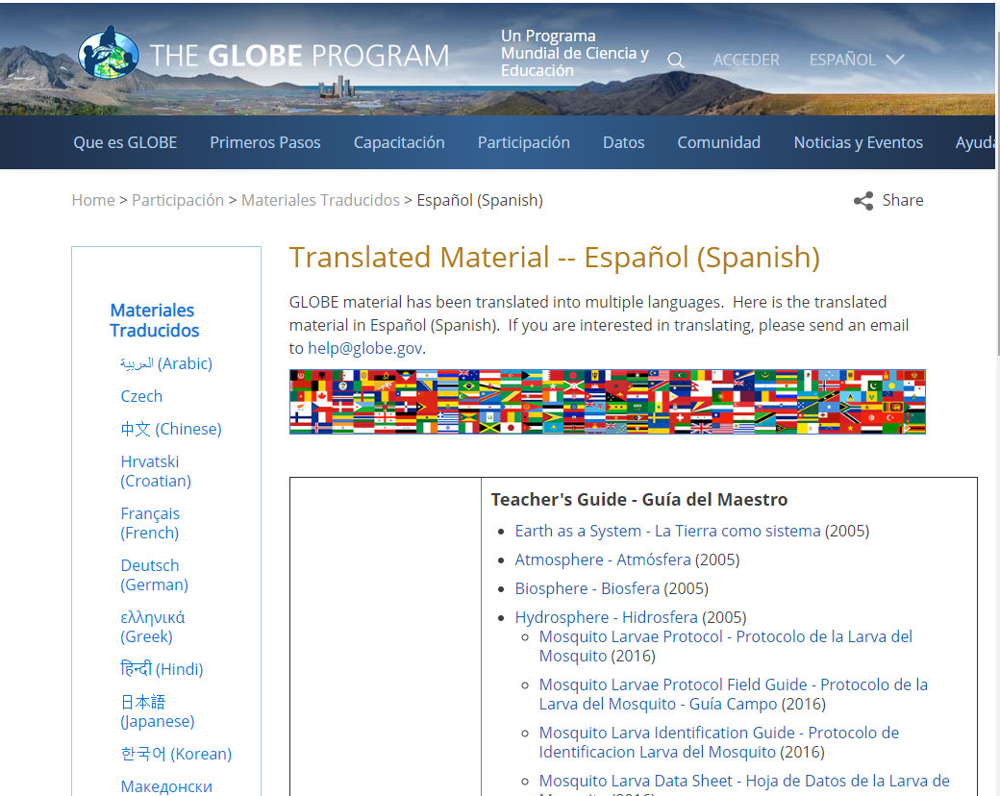 THE GLOBE PROGRAM
Un Programa
Mundial de Ciencia y
Educación
ACCEDER
ESPAÑOL
Que es GLOBE
Primeros Pasos
Capacitación
Participación
Datos
Comunidad
Noticias y Eventos
Ayuda
Home > Participación > Materiales Traducidos > Español (Spanish)
Share
Materiales
Traducidos
العربية (Arabic)
Czech
中文 (Chinese)
Hrvatski
(Croatian)
Français
(French)
Deutsch
(German)
ελληνικά
(Greek)
हिन्दी (Hindi)
日本語
(Japanese)
한국어 (Korean)
Македонски
Translated Material -- Español (Spanish)
GLOBE material has been translated into multiple languages.  Here is the translated
material in Español (Spanish).  If you are interested in translating, please send an email
to help@globe.gov.
Teacher's Guide - Guía del Maestro
Earth as a System - La Tierra como sistema (2005)
Atmosphere - Atmósfera (2005)
Biosphere - Biosfera (2005)
Hydrosphere - Hidrosfera (2005)
Mosquito Larvae Protocol - Protocolo de la Larva del
Mosquito (2016)
Mosquito Larvae Protocol Field Guide - Protocolo de la
Larva del Mosquito - Guía Campo (2016)
Mosquito Larva Identification Guide - Protocolo de
Identificacion Larva del Mosquito (2016)
Mosquito Larva Data Sheet - Hoja de Datos de la Larva de